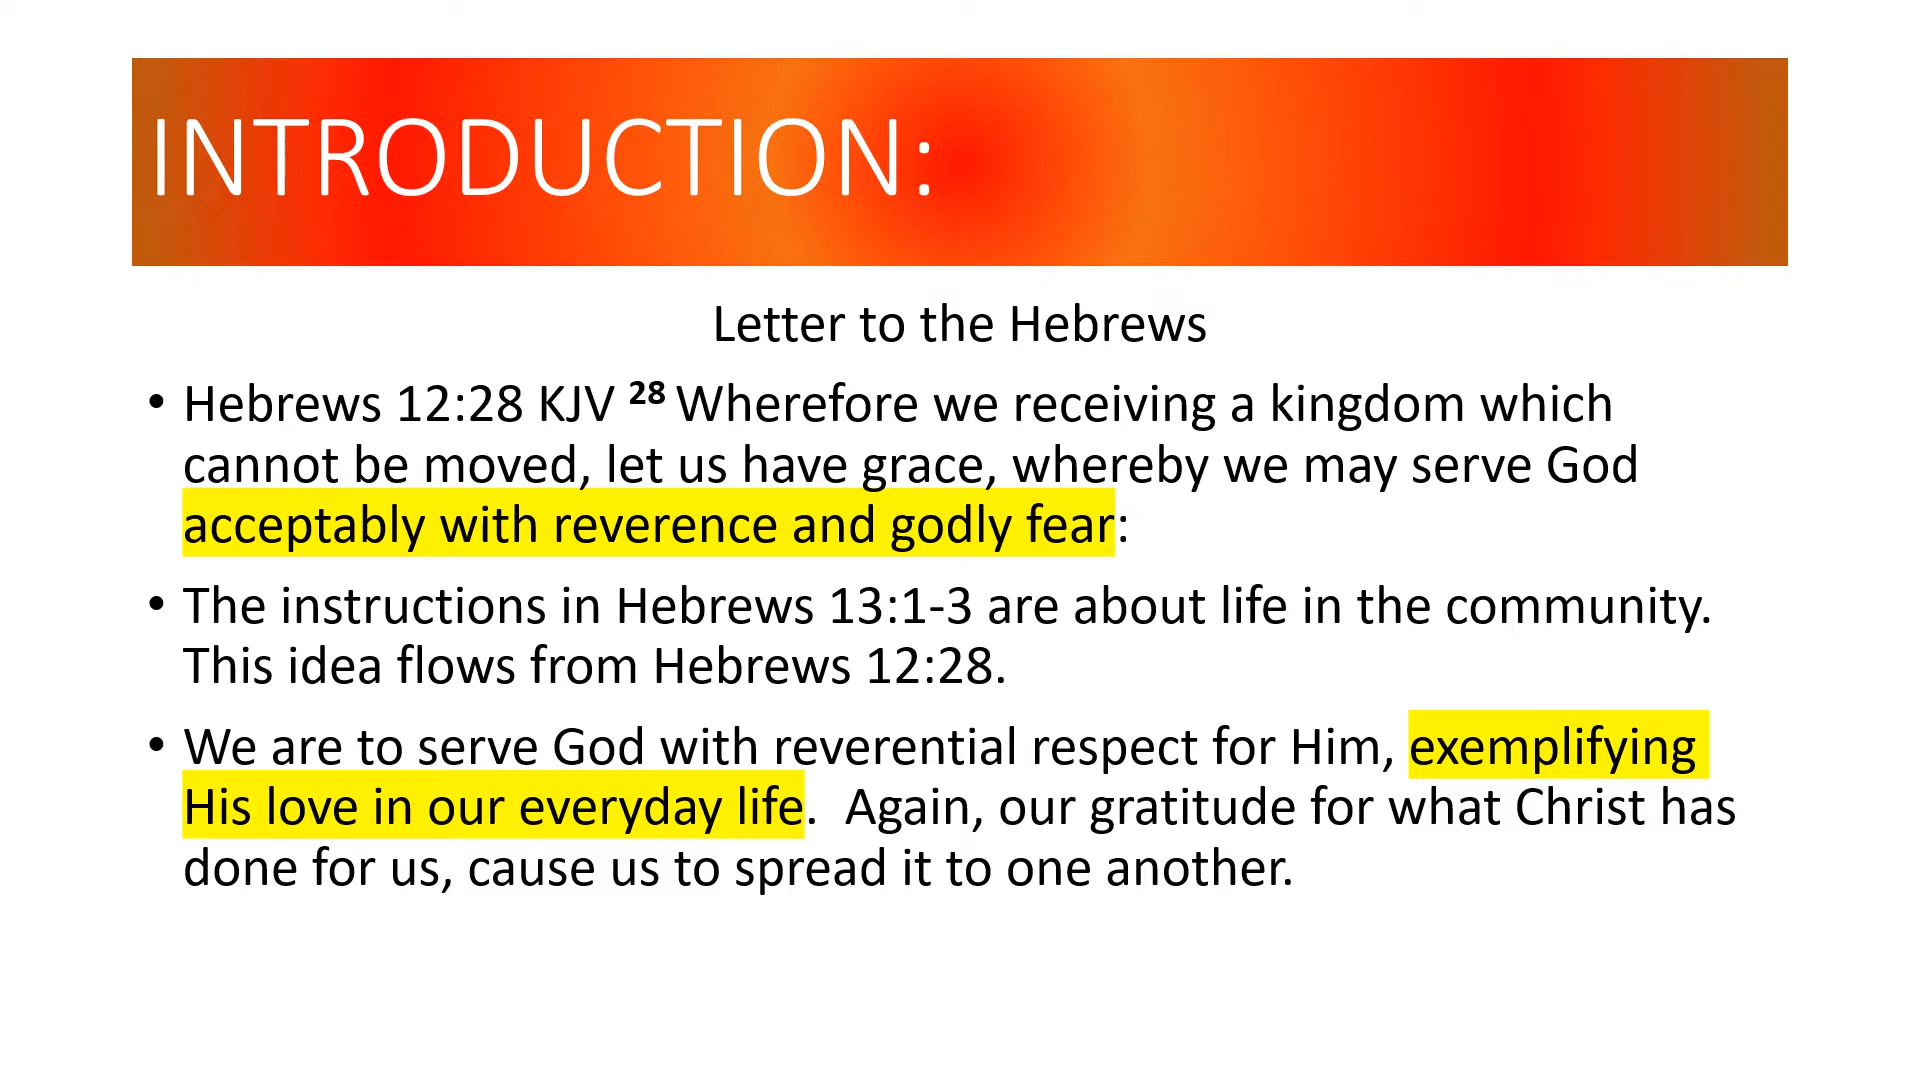 INTRODUCTION:
Letter to the Hebrews
• Hebrews 12:28 KJV 28 Wherefore we receiving a kingdom which
cannot be moved, let us have grace, whereby we may serve God
acceptably with reverence and godly fear:
• The instructions in Hebrews 13:1-3 are about life in the community.
This idea flows from Hebrews 12:28.
• We are to serve God with reverential respect for Him, exemplifying
His love in our everyday life.  Again, our gratitude for what Christ has
done for us, cause us to spread it to one another.